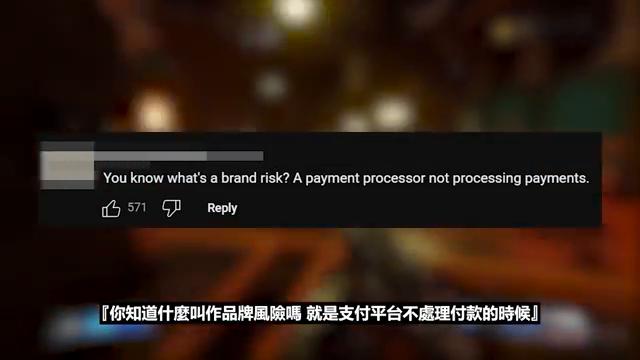 You know what's a brand risk? A payment processor not processing payments.
571 Reply
『你知道什麼叫作品牌風險嗎 就是支付平台不處理付款的時候』